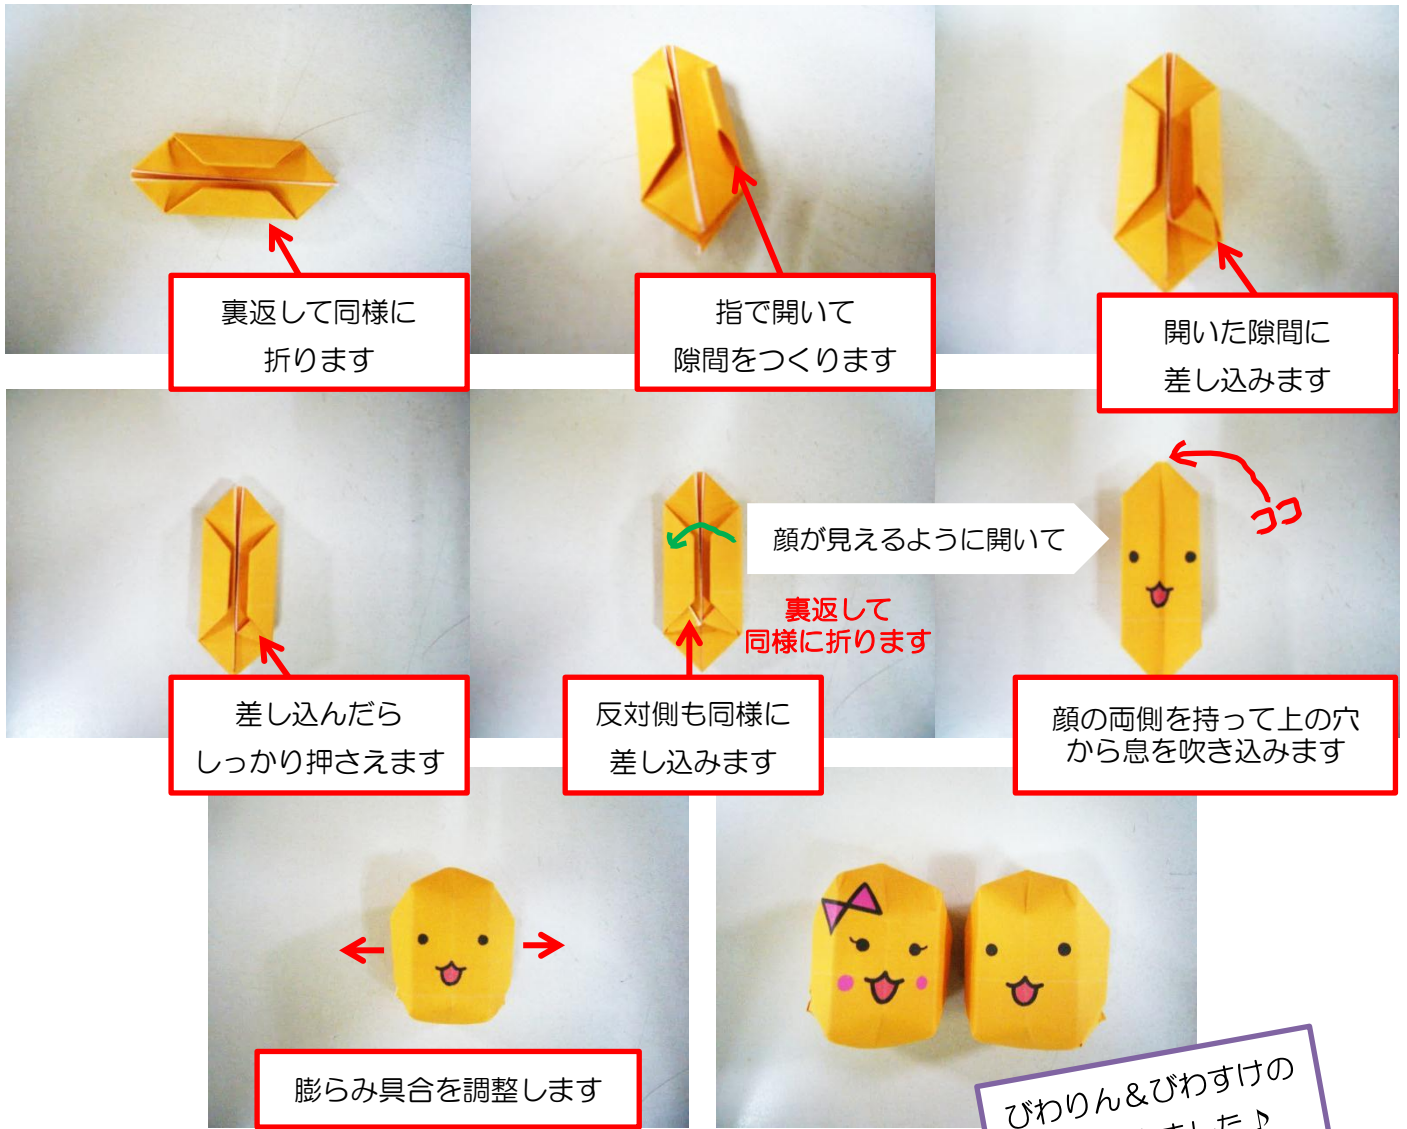 裏返して同様に
折ります
指で開いて
隙間をつくります
開いた隙間に
差し込みます
差し込んだら
しっかり押さえます
反対側も同様に
差し込みます
顔が見えるように開いて
裏返して
同様に折ります
ココ
顔の両側を持って上の穴
から息を吹き込みます
膨らみ具合を調整します
びわりん＆びわすけの
ました♪